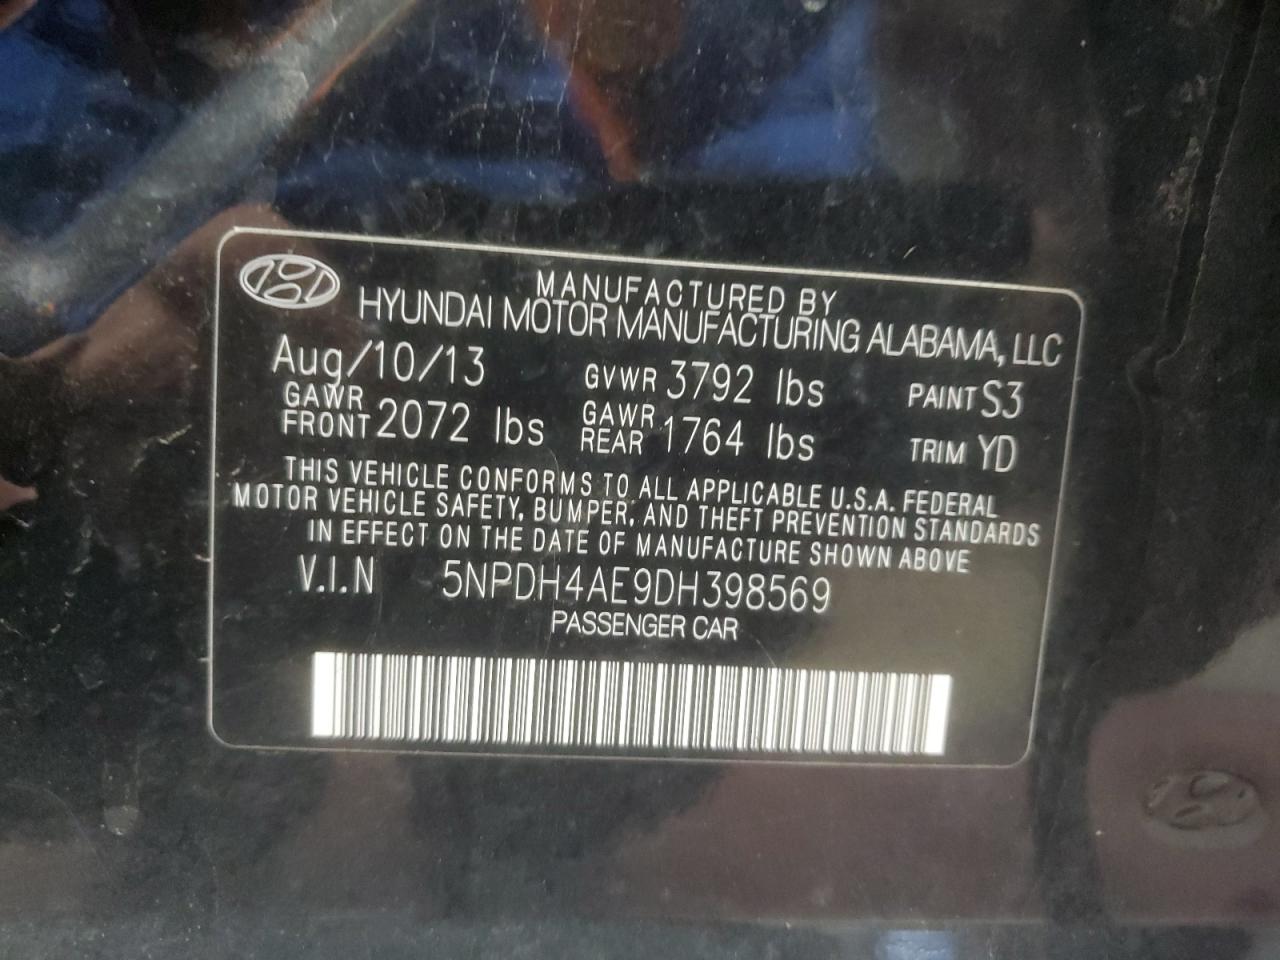 MANUFACTURED BY
HYUNDAI MOTOR MANUFACTURING ALABAMA, LLC
Aug/10/13 GVWR 3792 lbs PAINT S3
GAWR FRONT 2072 lbs GAWR REAR 1764 lbs TRIM YD
THIS VEHICLE CONFORMS TO ALL APPLICABLE U.S.A. FEDERAL
MOTOR VEHICLE SAFETY, BUMPER, AND THEFT PREVENTION STANDARDS
IN EFFECT ON THE DATE OF MANUFACTURE SHOWN ABOVE
V.I.N 5NPDH4AE9DH398569
PASSENGER CAR